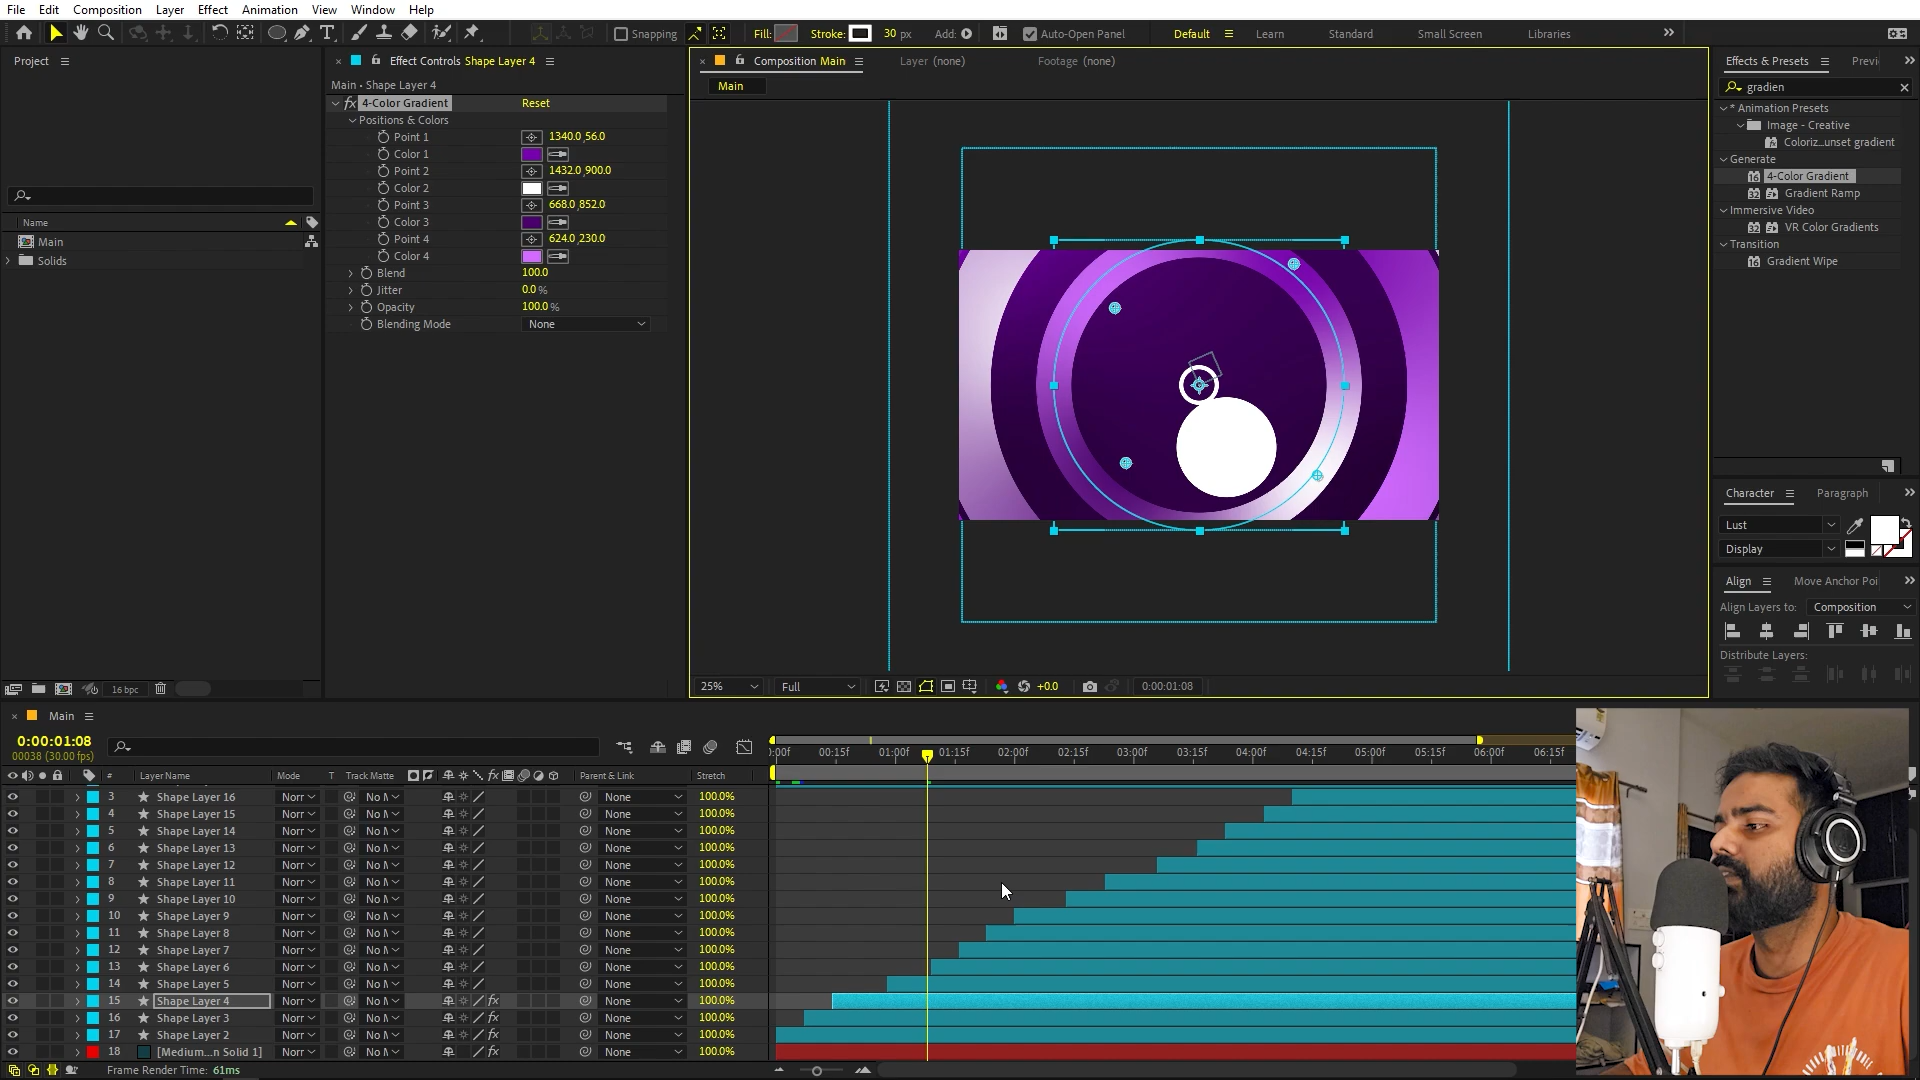 File Edit Composition Layer Effect Animation View Window Help
Snapping Fill: Stroke: 30 px Add: Auto-Open Panel Default Learn Standard Small Screen Libraries
Project
Name
Main
Solids
16 bpc
Effect Controls Shape Layer 4
Main • Shape Layer 4
fx 4-Color Gradient Reset
Positions & Colors
Point 1 1340.0,56.0
Color 1
Point 2 1432.0,900.0
Color 2
Point 3 668.0,852.0
Color 3
Point 4 624.0,230.0
Color 4
Blend 100.0
Jitter 0.0 %
Opacity 100.0 %
Blending Mode None
Composition Main Layer (none) Footage (none)
Main
25% Full +0.0 0:00:01:08
Effects & Presets Previ
gradien
* Animation Presets
Image - Creative
Coloriz...unset gradient
Generate
4-Color Gradient
Gradient Ramp
Immersive Video
VR Color Gradients
Transition
Gradient Wipe
Character Paragraph
Lust
Display
Align Move Anchor Poi
Align Layers to: Composition
Distribute Layers:
Main
0:00:01:08
00038 (30.00 fps)
:00f 00:15f 01:00f 01:15f 02:00f 02:15f 03:00f 03:15f 04:00f 04:15f 05:00f 05:15f 06:00f 06:15f
# Layer Name Mode T Track Matte fx Parent & Link Stretch
3 Shape Layer 16 Norr No M None 100.0%
4 Shape Layer 15 Norr No M None 100.0%
5 Shape Layer 14 Norr No M None 100.0%
6 Shape Layer 13 Norr No M None 100.0%
7 Shape Layer 12 Norr No M None 100.0%
8 Shape Layer 11 Norr No M None 100.0%
9 Shape Layer 10 Norr No M None 100.0%
10 Shape Layer 9 Norr No M None 100.0%
11 Shape Layer 8 Norr No M None 100.0%
12 Shape Layer 7 Norr No M None 100.0%
13 Shape Layer 6 Norr No M None 100.0%
14 Shape Layer 5 Norr No M None 100.0%
15 Shape Layer 4 Norr No M fx None 100.0%
16 Shape Layer 3 Norr No M fx None 100.0%
17 Shape Layer 2 Norr No M fx None 100.0%
18 [Medium...n Solid 1] Norr No M fx None 100.0%
Frame Render Time: 61ms